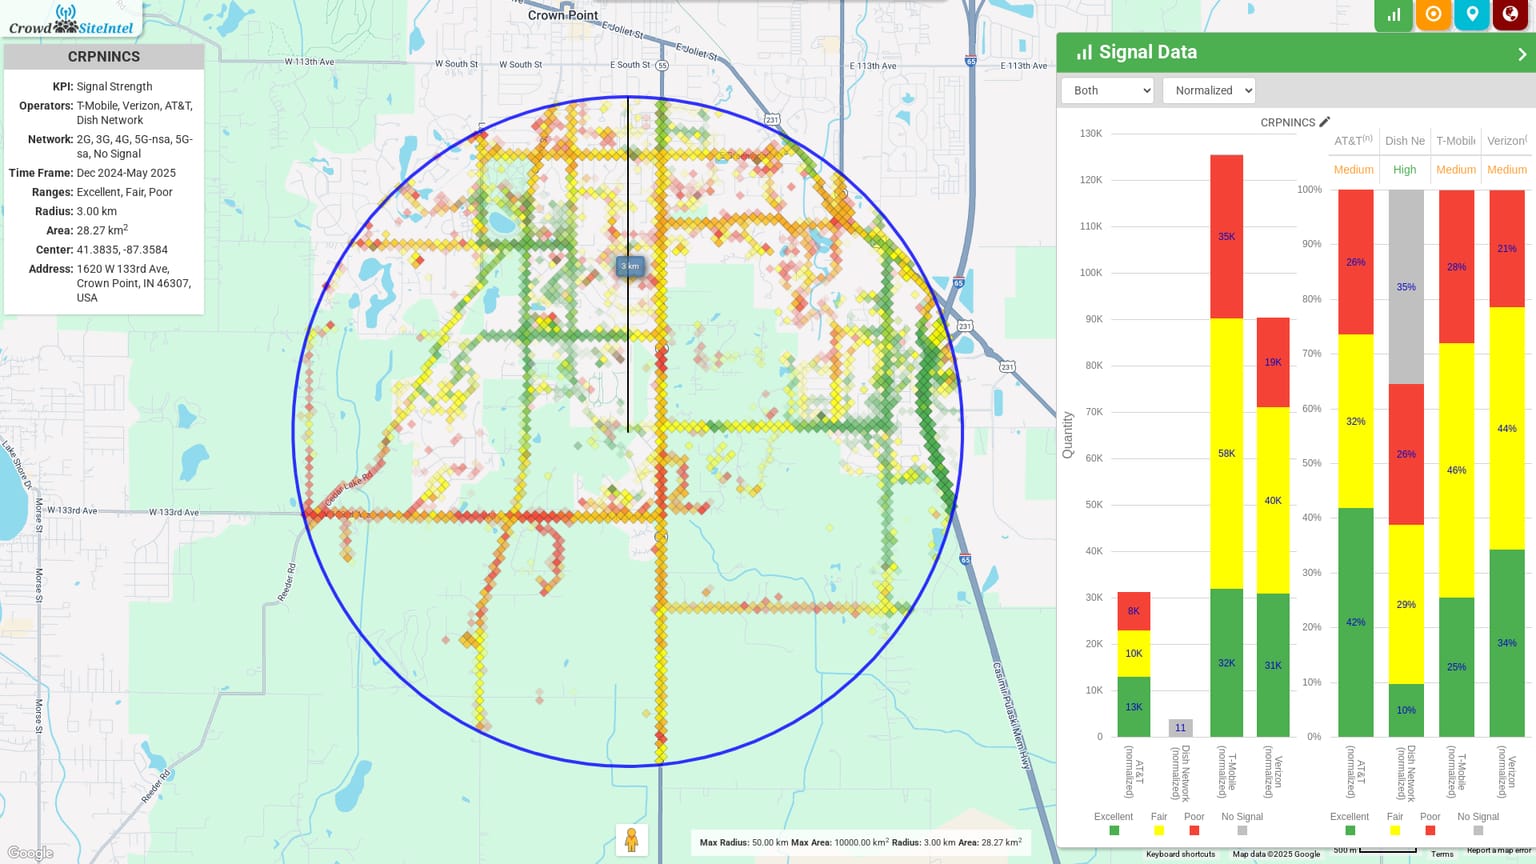 Crowd SiteIntel
CRPNINCS
KPI: Signal Strength
Operators: T-Mobile, Verizon, AT&T,
Dish Network
Network: 2G, 3G, 4G, 5G-nsa, 5G-
sa, No Signal
Time Frame: Dec 2024-May 2025
Ranges: Excellent, Fair, Poor
Radius: 3.00 km
Area: 28.27 km²
Center: 41.3835, -87.3584
Address: 1620 W 133rd Ave,
Crown Point, IN 46307,
USA
Crown Point
E Joliet St
E Joliet St
W 113th Ave
W South St
W South St
E South St
55
65
E 113th Ave
E 113th Ave
231
3 km
65
231
231
Lake Shore Dr
Morse St
W 133rd Ave
W 133rd Ave
Cedar Lake Rd
Reeder Rd
65
Morse St
Morse St
Reeder Rd
Casimir Pulaski Mem Hwy
Google
Max Radius: 50.00 km Max Area: 10000.00 km² Radius: 3.00 km Area: 28.27 km²
Signal Data
Both
Normalized
CRPNINCS
Quantity
130K
120K
110K
100K
90K
80K
70K
60K
50K
40K
30K
20K
10K
0
8K
10K
13K
11
35K
58K
32K
19K
40K
31K
AT&T
(normalized)
Dish Network
(normalized)
T-Mobile
(normalized)
Verizon
(normalized)
Excellent
Fair
Poor
No Signal
AT&T(n)
Dish Ne
T-Mobile
Verizon(
Medium
High
Medium
Medium
100%
90%
80%
70%
60%
50%
40%
30%
20%
10%
0%
26%
32%
42%
35%
26%
29%
10%
28%
46%
25%
21%
44%
34%
AT&T
(normalized)
Dish Network
(normalized)
T-Mobile
(normalized)
Verizon
(normalized)
Excellent
Fair
Poor
No Signal
Keyboard shortcuts
Map data ©2025 Google
500 m
Terms
Report a map error